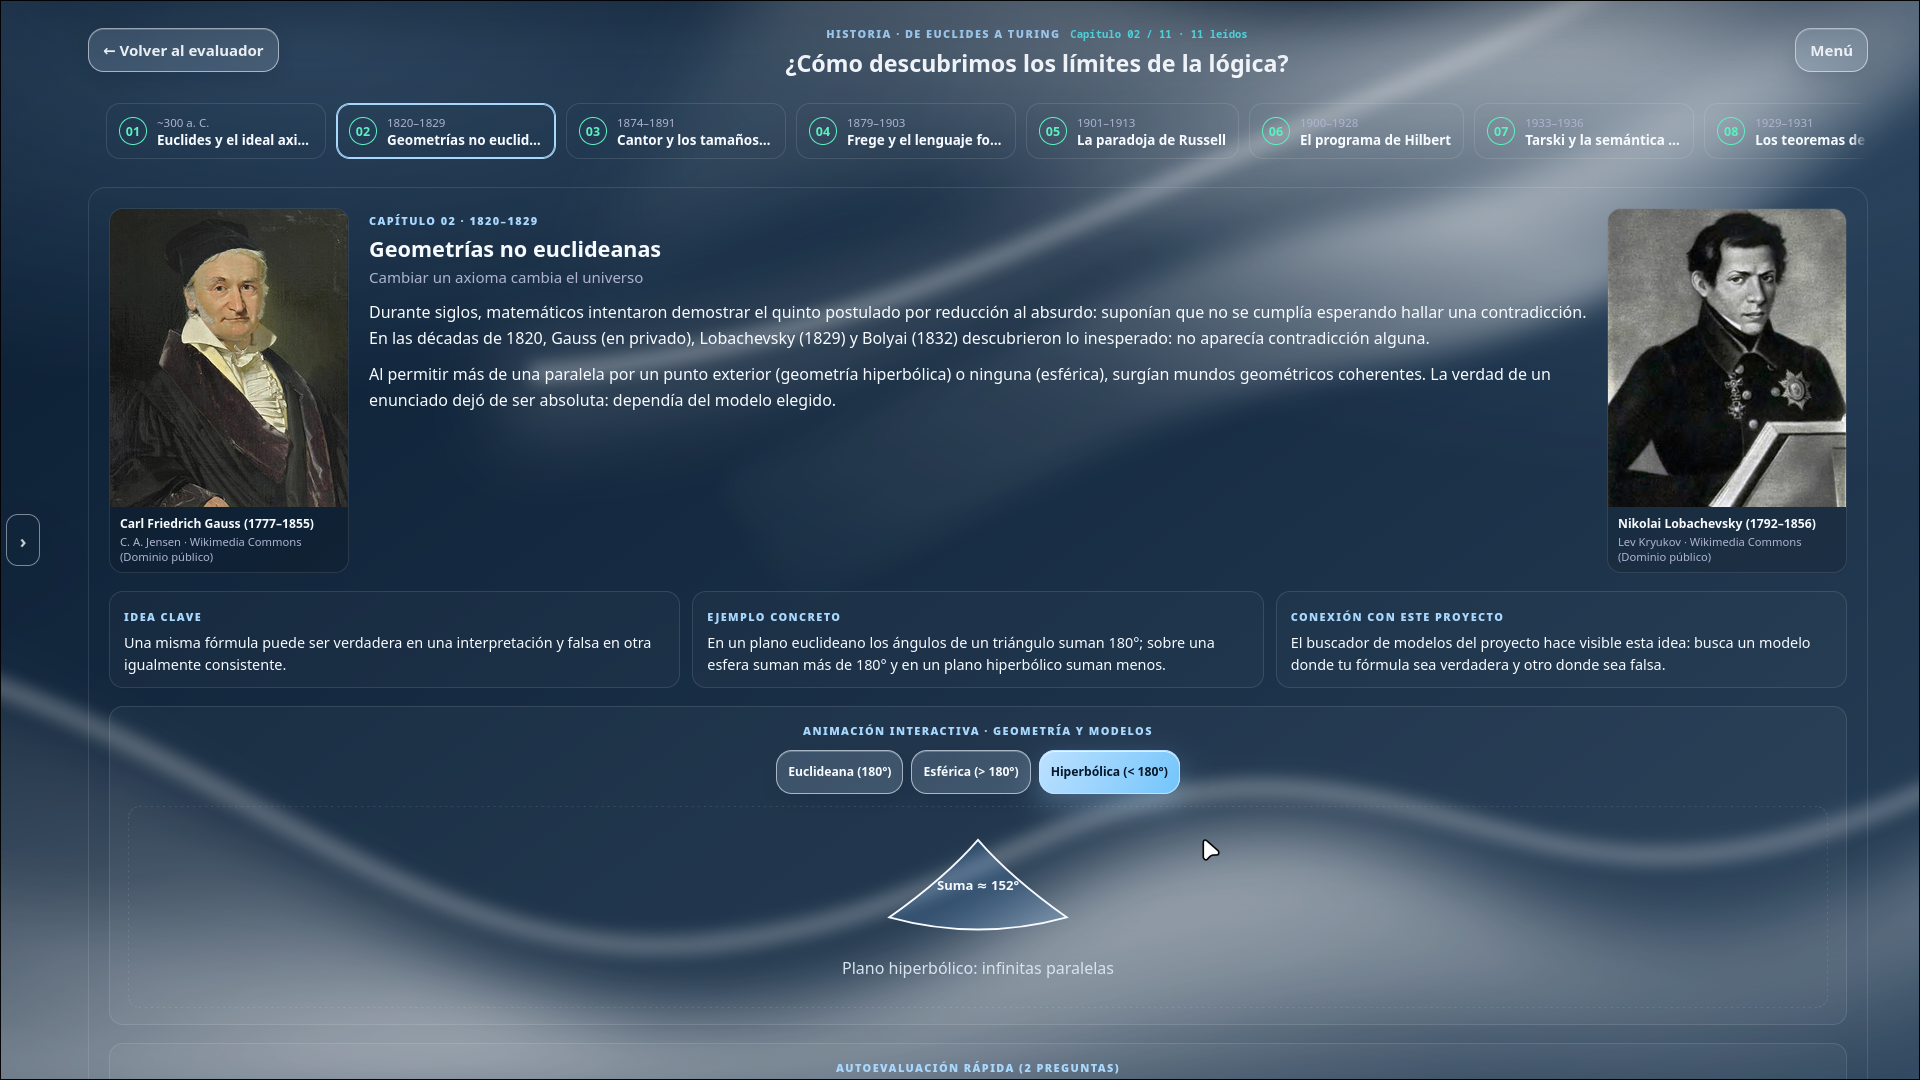 ← Volver al evaluador
HISTORIA · DE EUCLIDES A TURING Capítulo 02 / 11 · 11 leídos
¿Cómo descubrimos los límites de la lógica?
Menú
01 ~300 a. C.
Euclides y el ideal axi...
02 1820–1829
Geometrías no euclid...
03 1874–1891
Cantor y los tamaños...
04 1879–1903
Frege y el lenguaje fo...
05 1901–1913
La paradoja de Russell
06 1900–1928
El programa de Hilbert
07 1933–1936
Tarski y la semántica ...
08 1929–1931
Los teoremas de
CAPÍTULO 02 · 1820–1829
Geometrías no euclideanas
Cambiar un axioma cambia el universo
Durante siglos, matemáticos intentaron demostrar el quinto postulado por reducción al absurdo: suponían que no se cumplía esperando hallar una contradicción.
En las décadas de 1820, Gauss (en privado), Lobachevsky (1829) y Bolyai (1832) descubrieron lo inesperado: no aparecía contradicción alguna.
Al permitir más de una paralela por un punto exterior (geometría hiperbólica) o ninguna (esférica), surgían mundos geométricos coherentes. La verdad de un
enunciado dejó de ser absoluta: dependía del modelo elegido.
Carl Friedrich Gauss (1777–1855)
C. A. Jensen · Wikimedia Commons
(Dominio público)
Nikolai Lobachevsky (1792–1856)
Lev Kryukov · Wikimedia Commons
(Dominio público)
›
IDEA CLAVE
Una misma fórmula puede ser verdadera en una interpretación y falsa en otra
igualmente consistente.
EJEMPLO CONCRETO
En un plano euclideano los ángulos de un triángulo suman 180°; sobre una
esfera suman más de 180° y en un plano hiperbólico suman menos.
CONEXIÓN CON ESTE PROYECTO
El buscador de modelos del proyecto hace visible esta idea: busca un modelo
donde tu fórmula sea verdadera y otro donde sea falsa.
ANIMACIÓN INTERACTIVA · GEOMETRÍA Y MODELOS
Euclideana (180°)
Esférica (> 180°)
Hiperbólica (< 180°)
Suma ≈ 152°
Plano hiperbólico: infinitas paralelas
AUTOEVALUACIÓN RÁPIDA (2 PREGUNTAS)